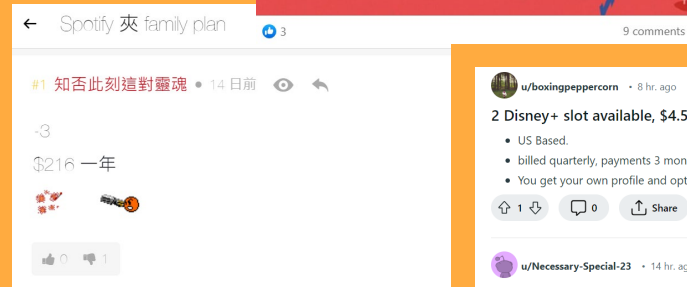 Spotify 夾 family plan
3
9 comments
#1 知否此刻這對靈魂 • 14 日前
-3
$216 一年
0 1
u/boxingpeppercorn • 8 hr. ago
2 Disney+ slot available, $4.5
• US Based.
• billed quarterly, payments 3 mon
• You get your own profile and opt
1 0 Share
u/Necessary-Special-23 • 14 hr. ag